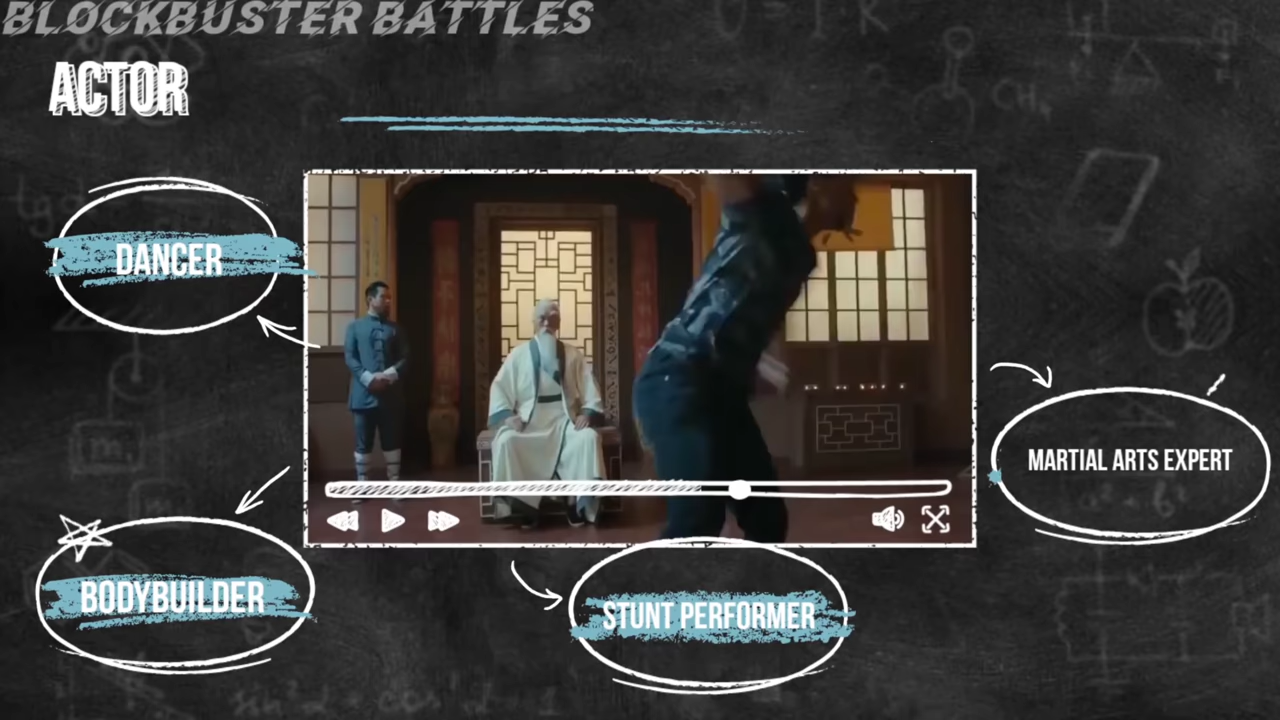 BLOCKBUSTER BATTLES
ACTOR
DANCER
MARTIAL ARTS EXPERT
BODYBUILDER
STUNT PERFORMER